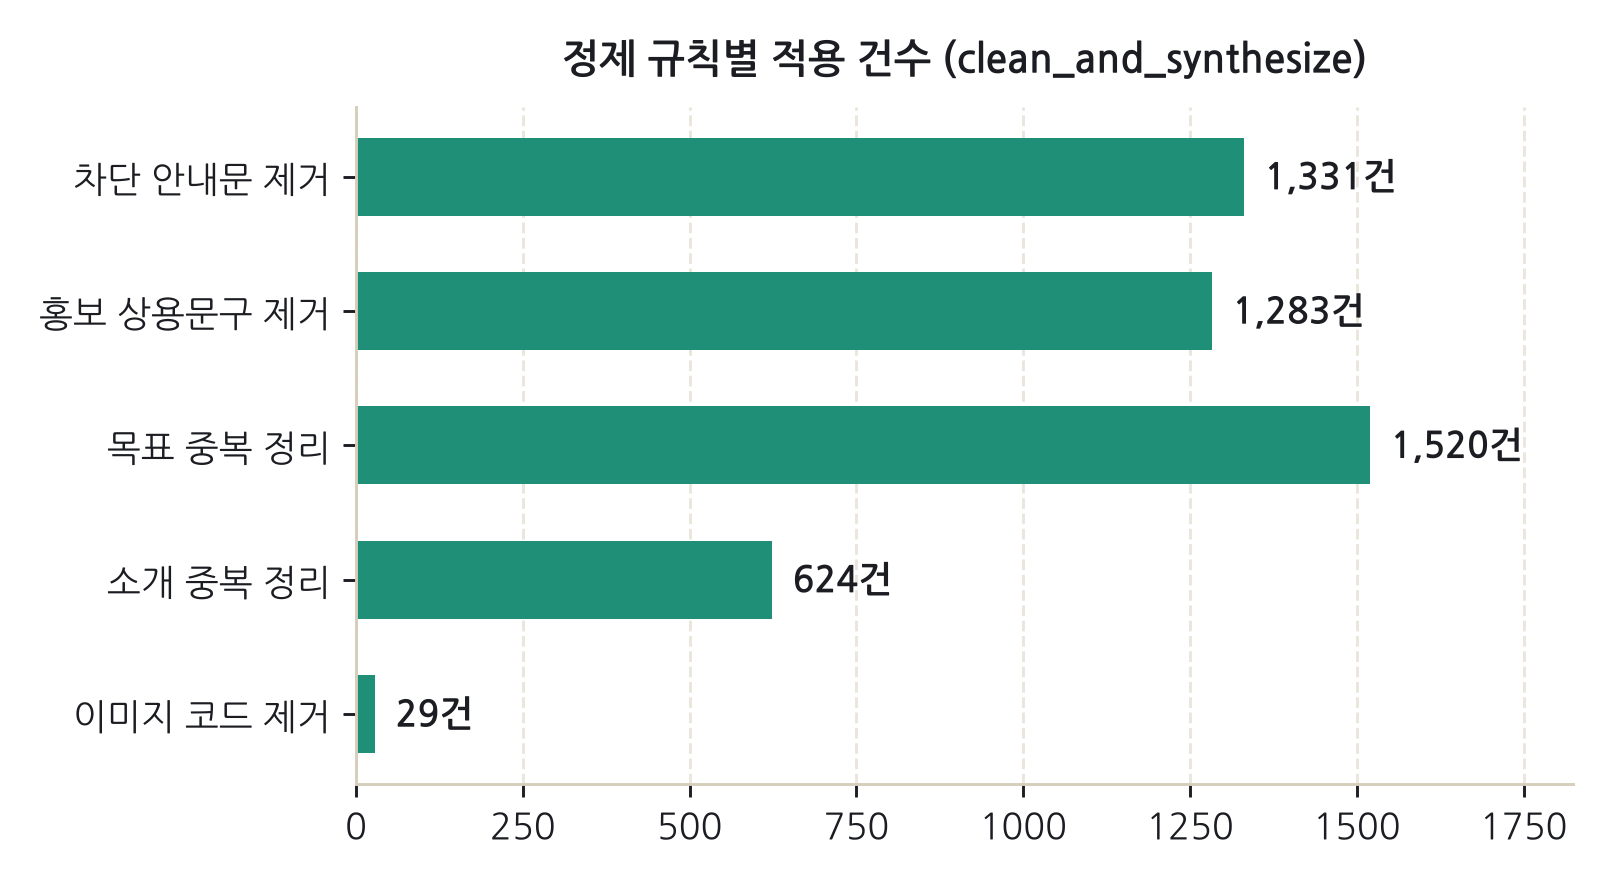 정제 규칙별 적용 건수 (clean_and_synthesize)
차단 안내문 제거 1,331건
홍보 상용문구 제거 1,283건
목표 중복 정리 1,520건
소개 중복 정리 624건
이미지 코드 제거 29건
0 250 500 750 1000 1250 1500 1750